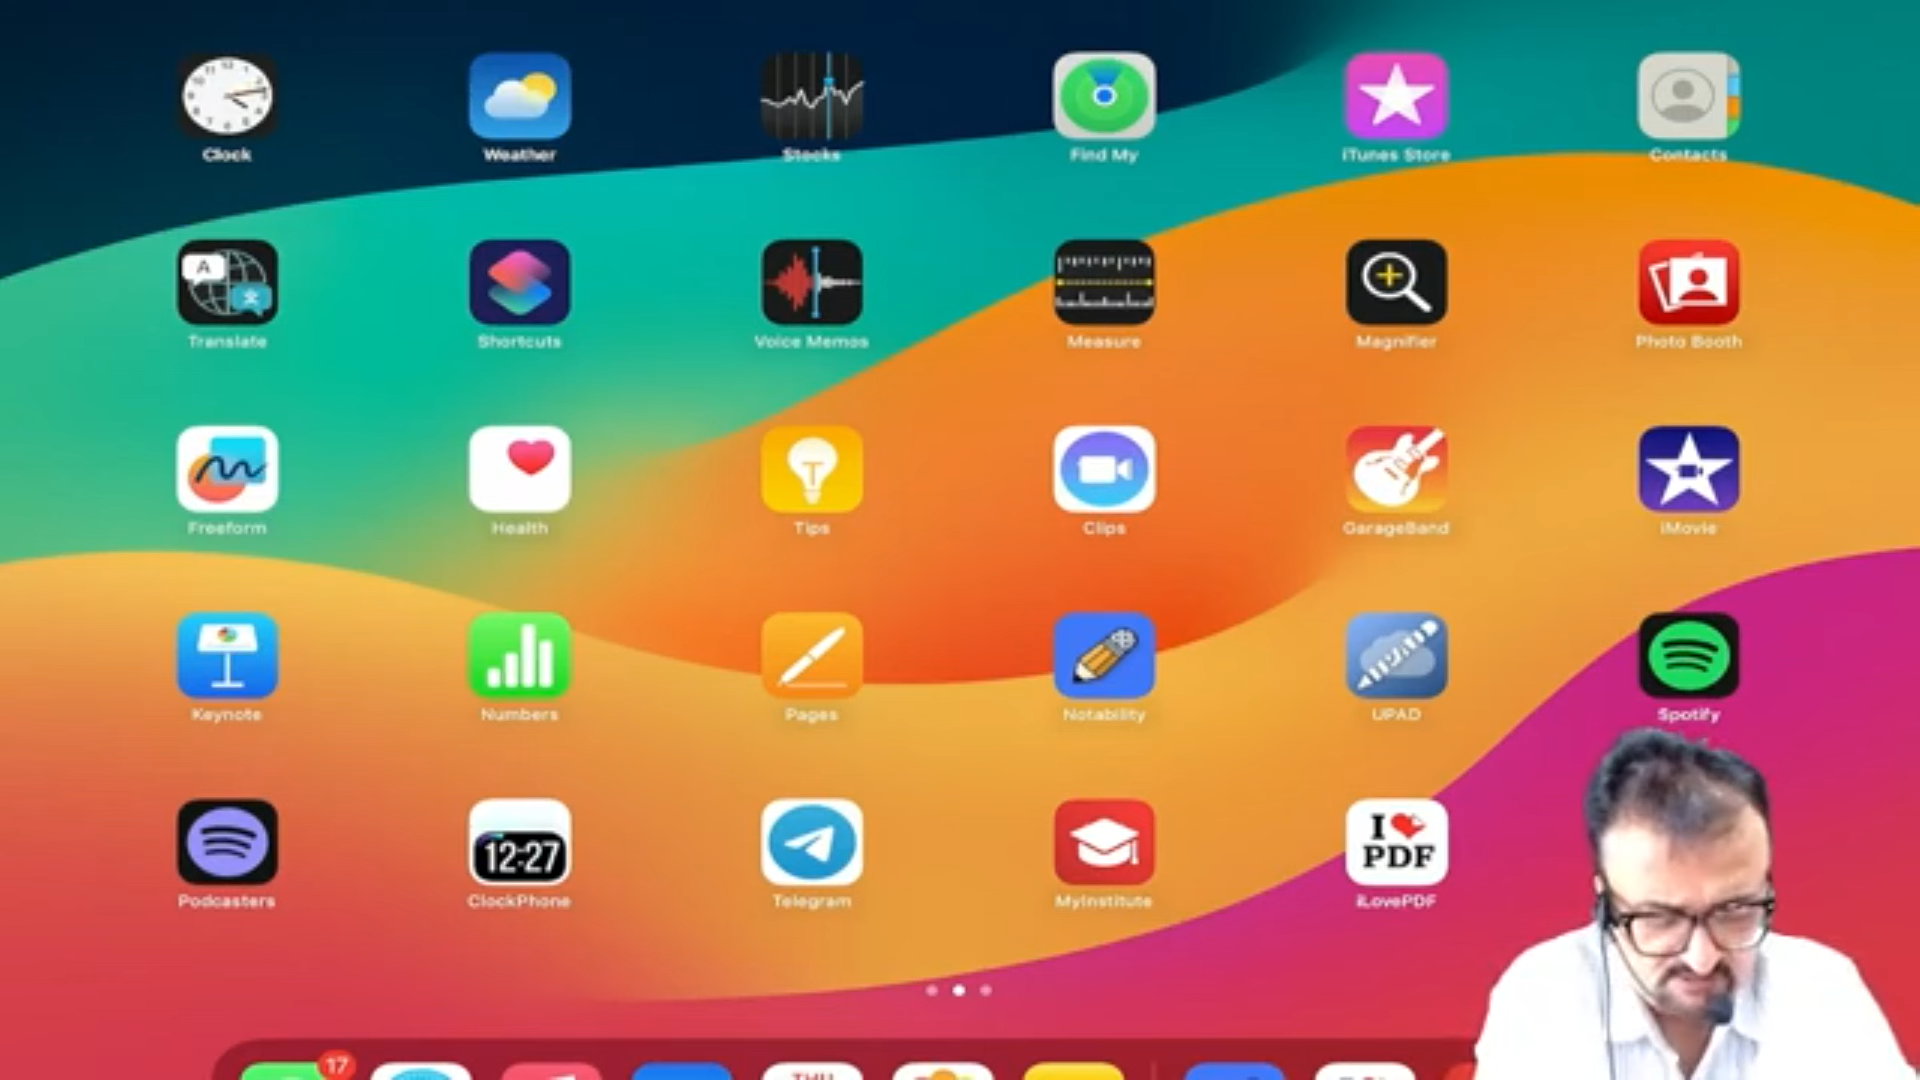 Clock
Weather
Stocks
Find My
iTunes Store
Contacts
A
Translate
Shortcuts
Voice Memos
Measure
Magnifier
Photo Booth
Freeform
Health
Tips
Clips
GarageBand
iMovie
Keynote
Numbers
Pages
Notability
UPAD
Spotify
12:27
I
PDF
Podcasters
ClockPhone
Telegram
MyInstitute
iLovePDF
17
THU